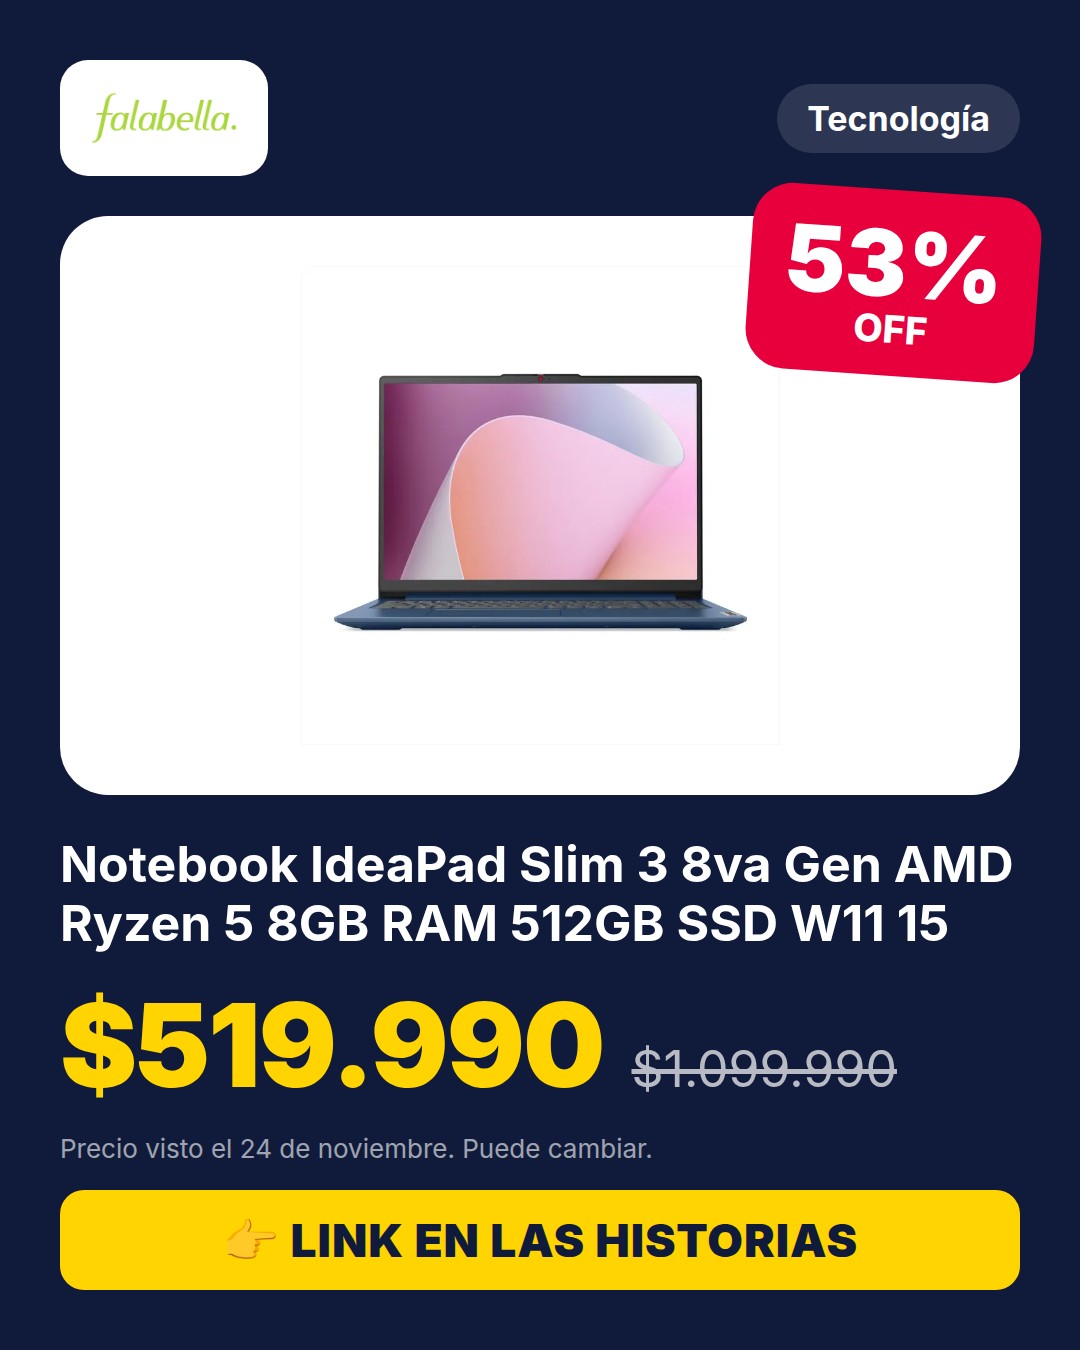 falabella.
Tecnología
53%
OFF
Notebook IdeaPad Slim 3 8va Gen AMD
Ryzen 5 8GB RAM 512GB SSD W11 15
$519.990 $1.099.990
Precio visto el 24 de noviembre. Puede cambiar.
👉 LINK EN LAS HISTORIAS